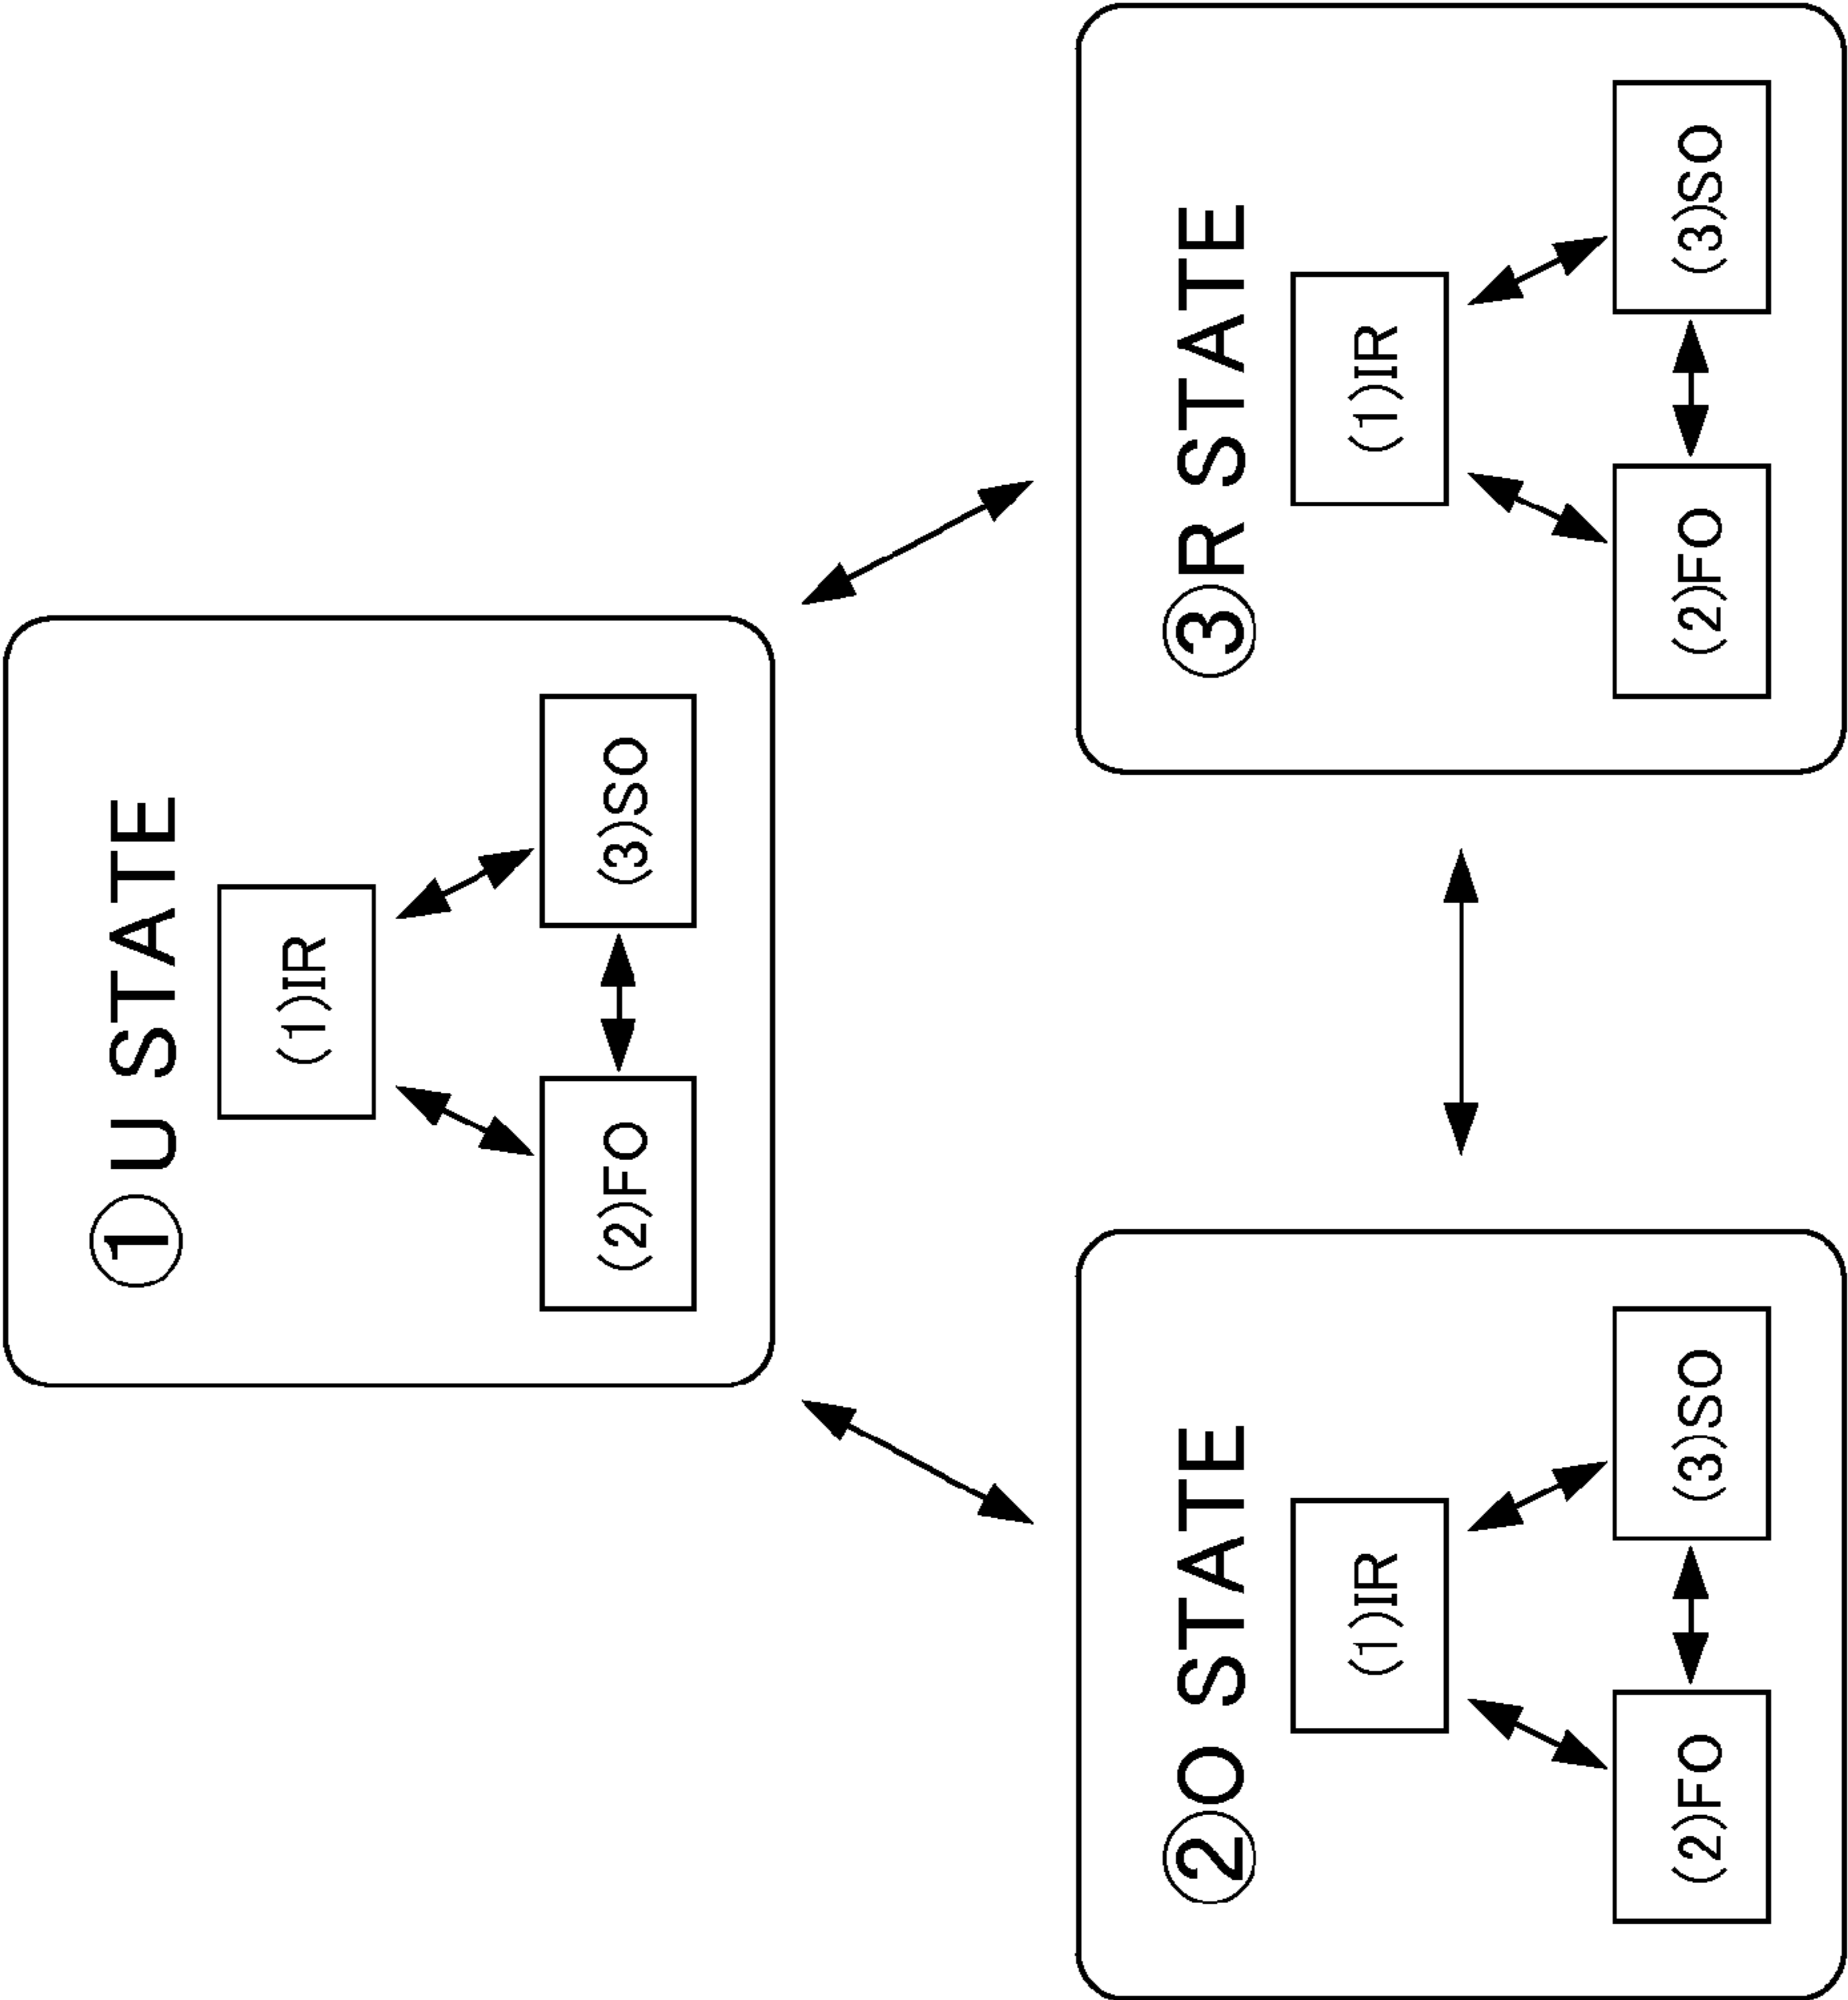 ①U STATE
(1)IR
(2)FO
(3)SO
②O STATE
(1)IR
(2)FO
(3)SO
③R STATE
(1)IR
(2)FO
(3)SO